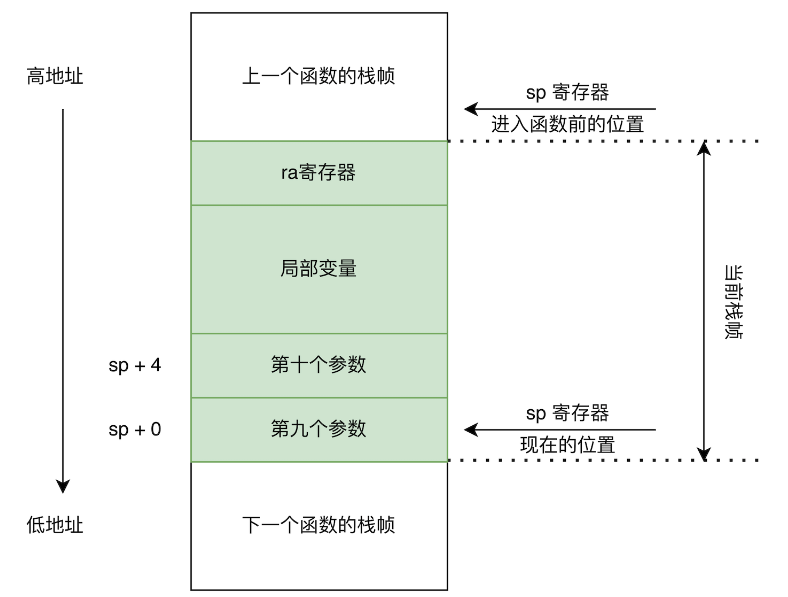 高地址
上一个函数的栈帧
sp 寄存器
进入函数前的位置
ra寄存器
局部变量
当前栈帧
sp + 4
第十个参数
sp + 0
第九个参数
sp 寄存器
现在的位置
低地址
下一个函数的栈帧